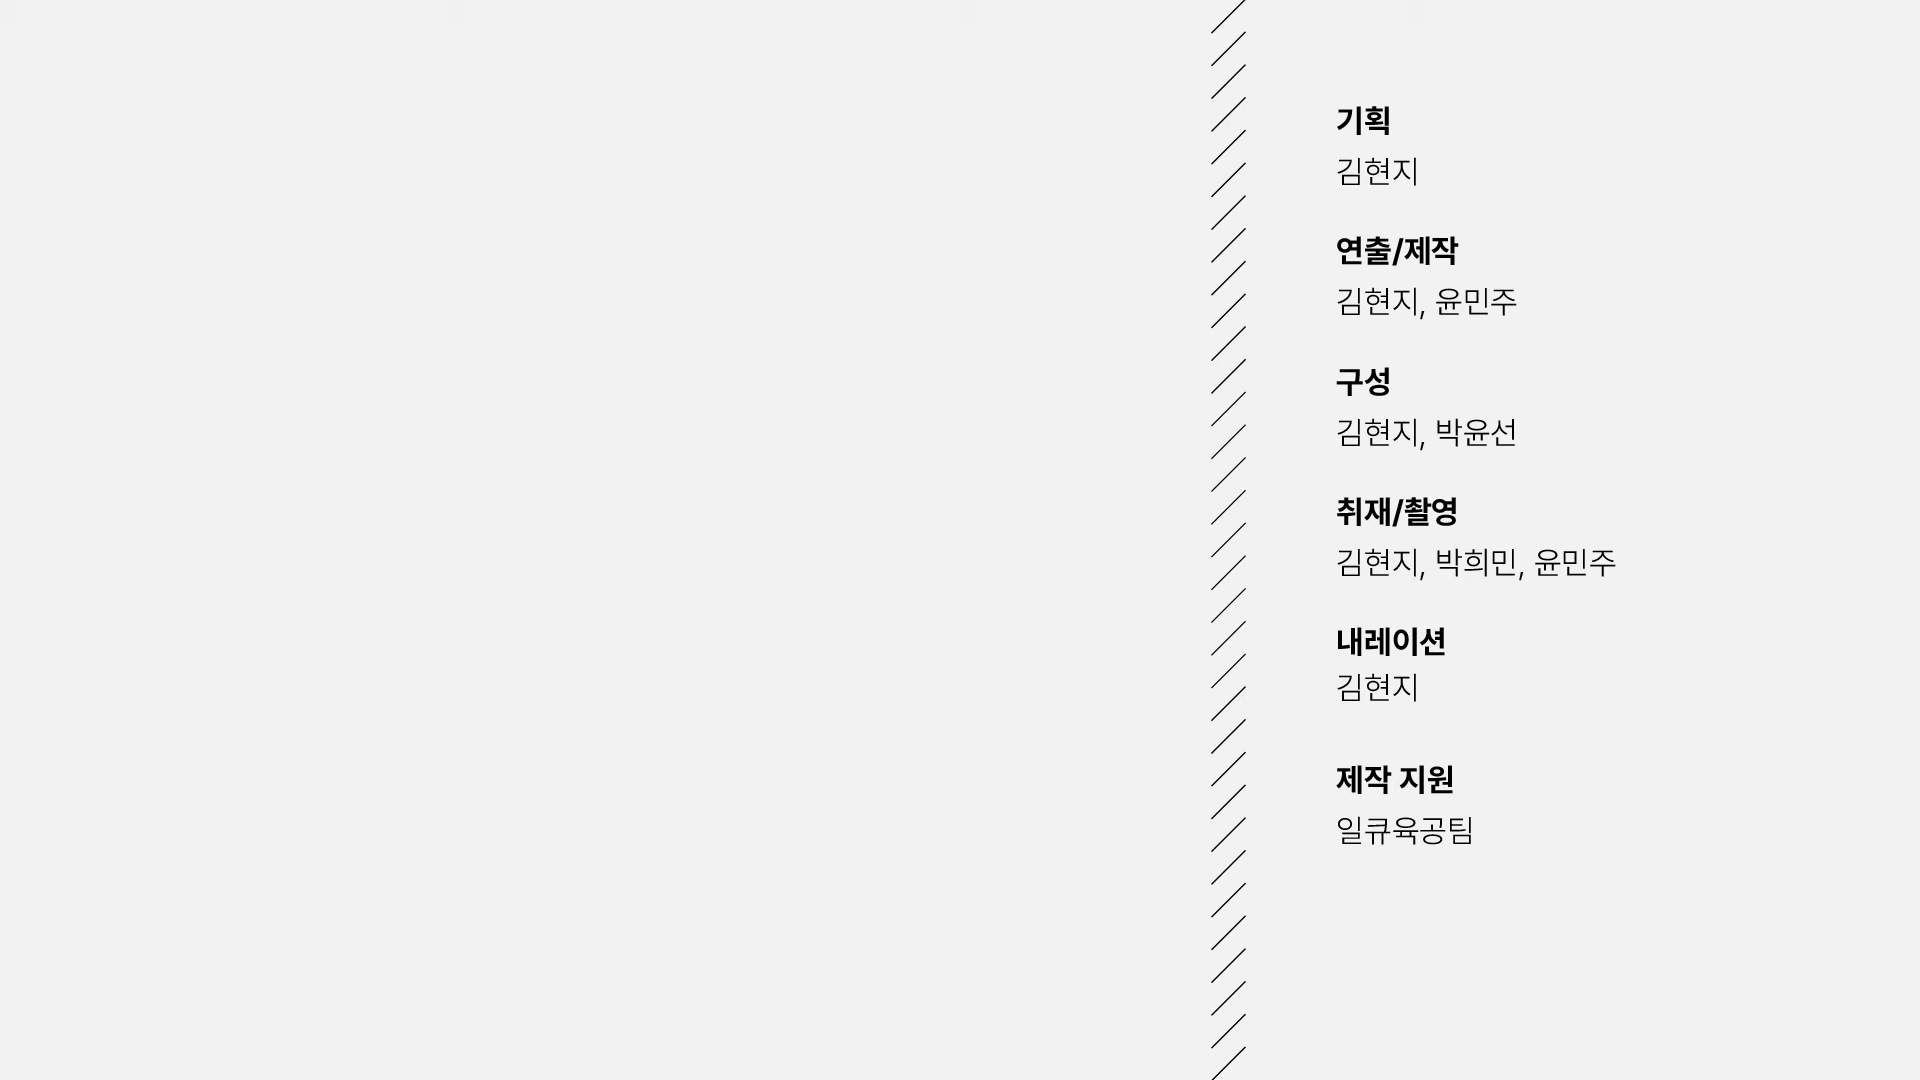 기획
김현지
연출/제작
김현지, 윤민주
구성
김현지, 박윤선
취재/촬영
김현지, 박희민, 윤민주
내레이션
김현지
제작 지원
일큐육공팀